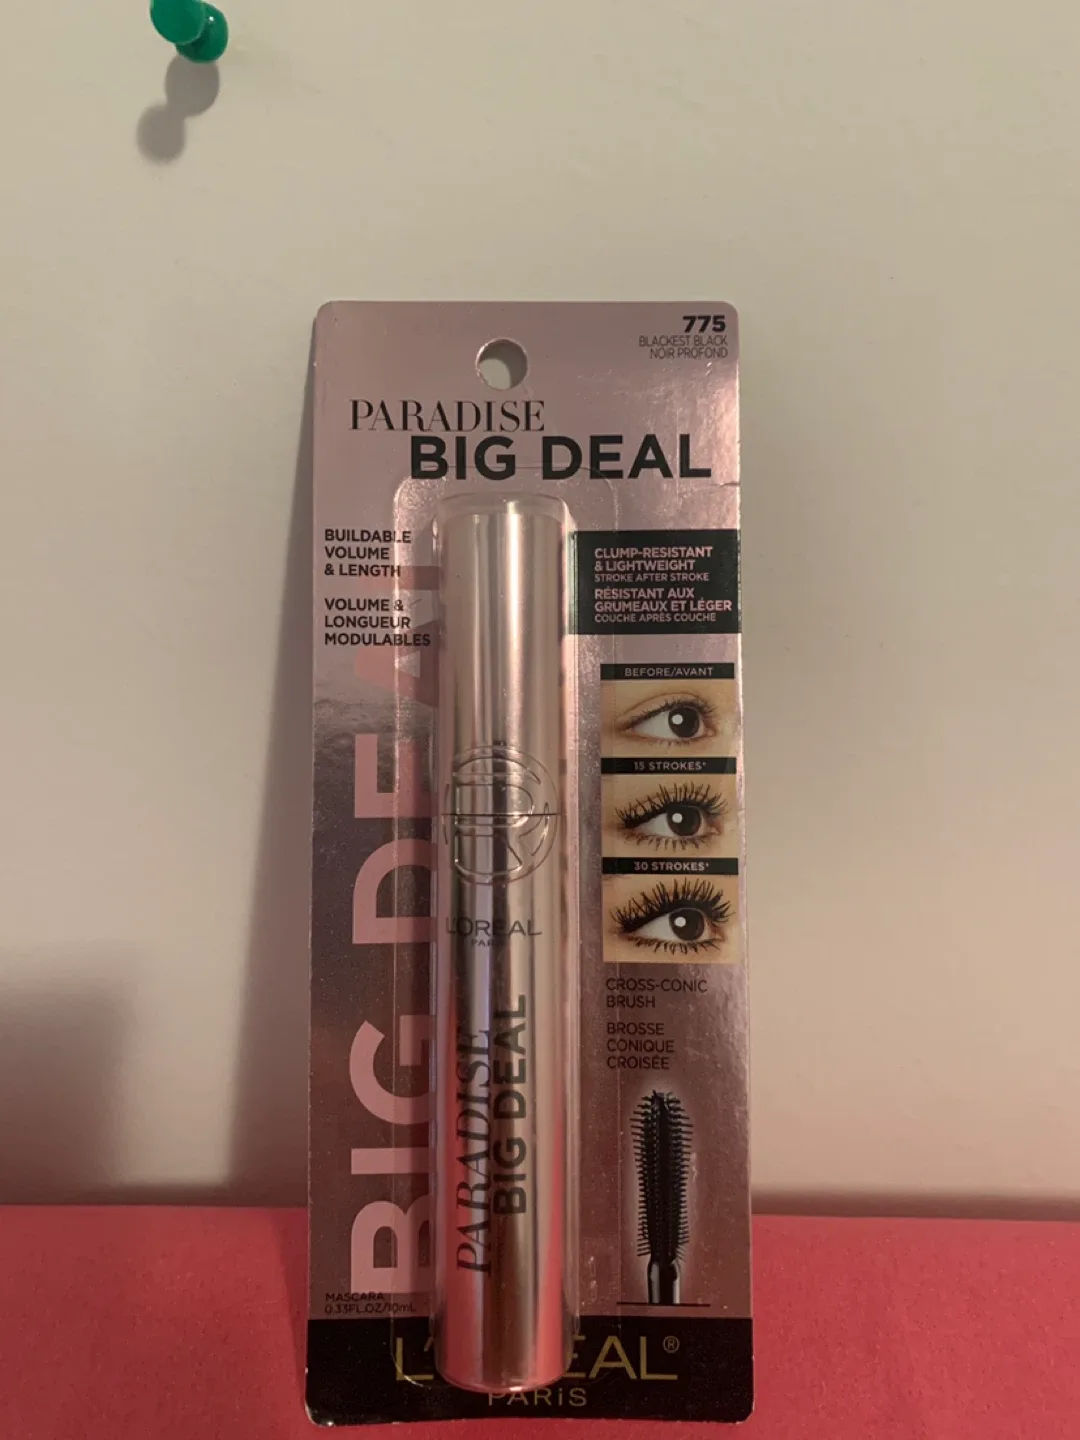 775
BLACKEST BLACK
NOIR PROFOND
PARADISE
BIG DEAL
BUILDABLE
VOLUME
& LENGTH
VOLUME &
LONGUEUR
MODULABLES
CLUMP-RESISTANT
& LIGHTWEIGHT
STROKE AFTER STROKE
RÉSISTANT AUX
GRUMEAUX ET LÉGER
COUCHE APRÈS COUCHE
BEFORE/AVANT
15 STROKES*
30 STROKES*
CROSS-CONIC
BRUSH
BROSSE
CONIQUE
CROISÉE
BIG DEAL
L'ORÉAL
PARIS
PARADISE
BIG DEAL
MASCARA
0.33FL.OZ/10mL
L'ORÉAL®
PARiS